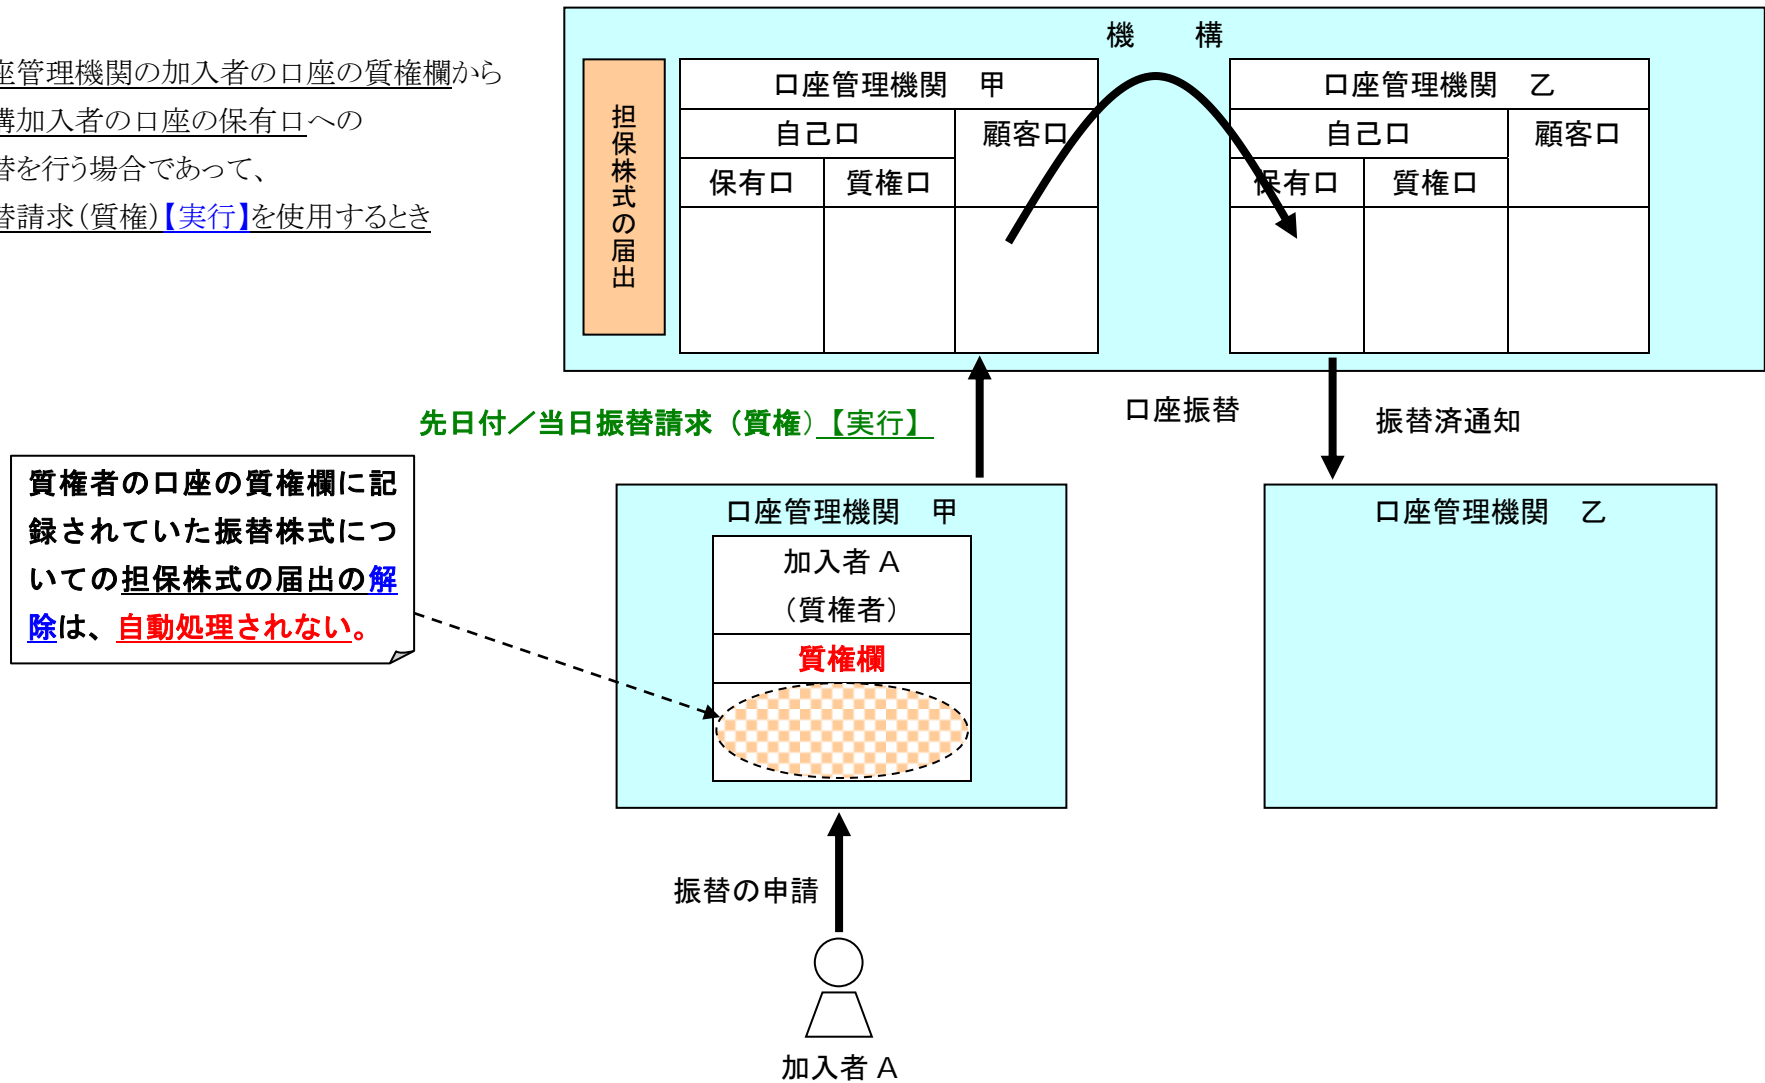 座管理機関の加入者の口座の質権欄から
構加入者の口座の保有口への
替を行う場合であって、
替請求（質権）【実行】を使用するとき
機　構
担保株式の届出
口座管理機関　甲
自己口
顧客口
保有口
質権口
口座管理機関　乙
自己口
顧客口
保有口
質権口
先日付／当日振替請求（質権）【実行】
口座振替
振替済通知
質権者の口座の質権欄に記
録されていた振替株式につ
いての担保株式の届出の解
除は、自動処理されない。
口座管理機関　甲
加入者 A
（質権者）
質権欄
口座管理機関　乙
振替の申請
加入者 A